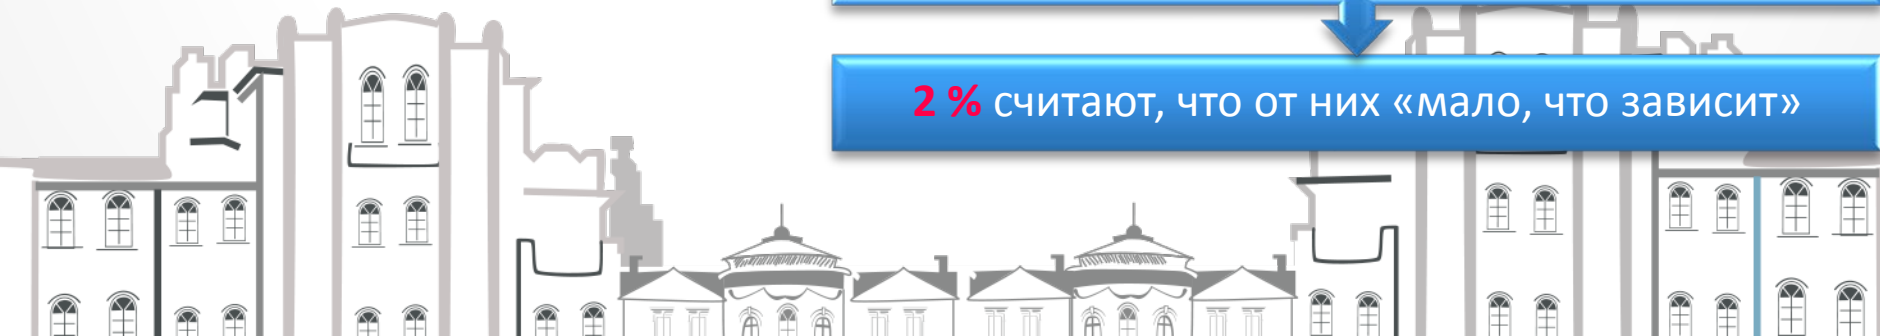 2 % считают, что от них «мало, что зависит»